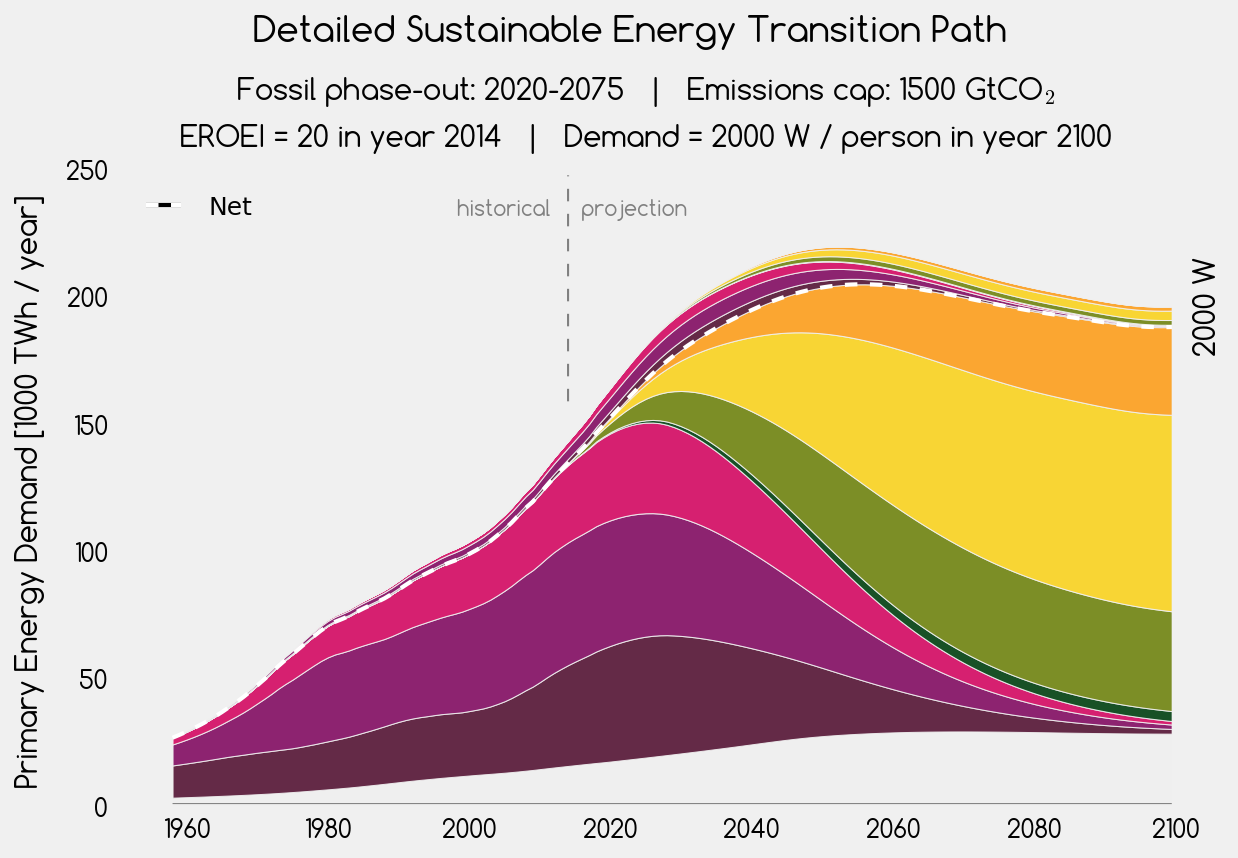 Detailed Sustainable Energy Transition Path
Fossil phase-out: 2020-2075 | Emissions cap: 1500 GtCO₂
EROEI = 20 in year 2014 | Demand = 2000 W / person in year 2100
Primary Energy Demand [1000 TWh / year]
250
200
150
100
50
0
Net
historical
projection
2000 W
1960 1980 2000 2020 2040 2060 2080 2100